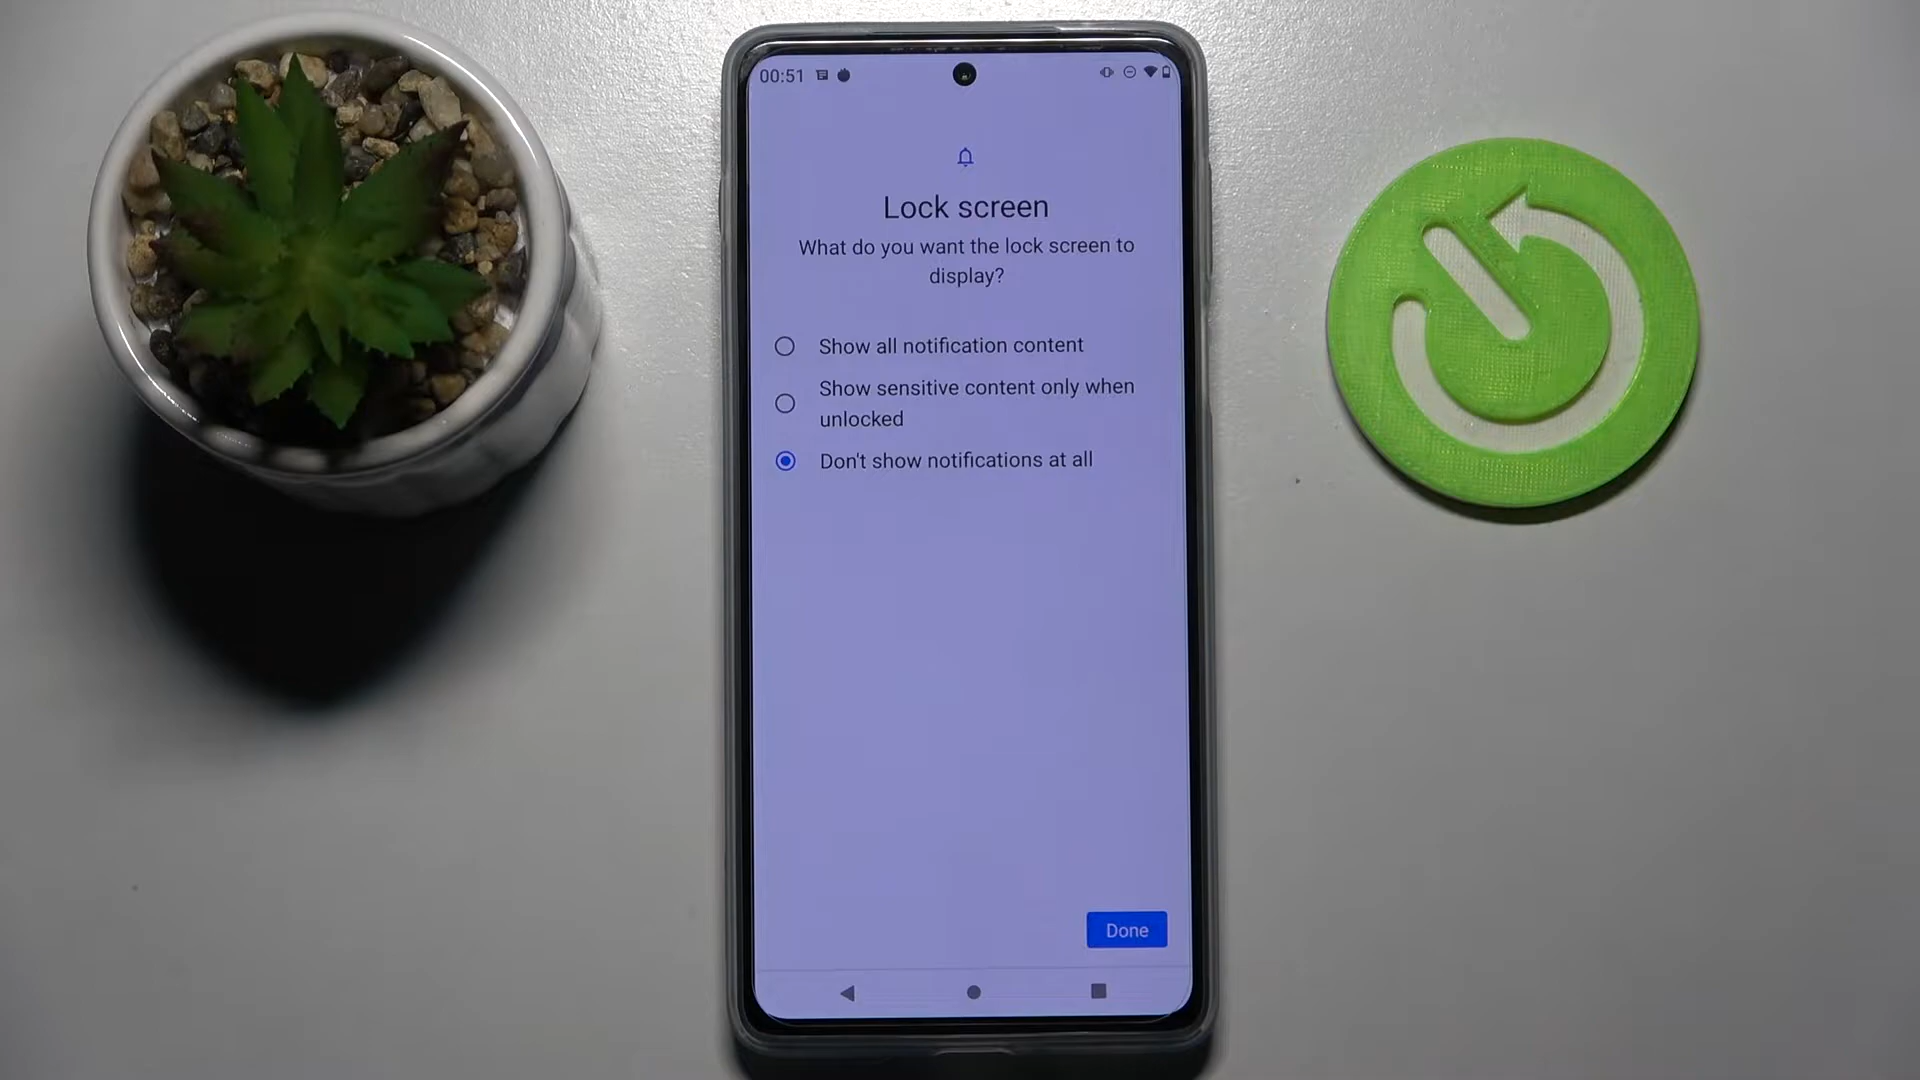 00:51
Lock screen
What do you want the lock screen to
display?
Show all notification content
Show sensitive content only when
unlocked
Don't show notifications at all
Done